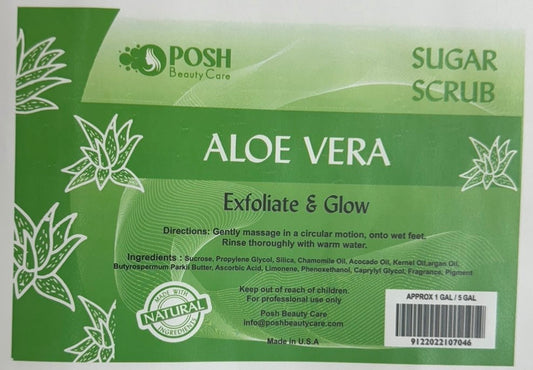 POSH
Beauty Care
SUGAR
SCRUB
ALOE VERA
Exfoliate & Glow
Directions: Gently massage in a circular motion, onto wet feet.
Rinse thoroughly with warm water.
Ingredients : Sucrose, Propylene Glycol, Silica, Chamomile Oil, Acocado Oil, Kernel Oil,argan Oil,
Butyrospermum Parkii Butter, Ascorbic Acid, Limonene, Phenoxethanol, Caprylyl Glycol, Fragrance, Pigment
Keep out of reach of children.
For professional use only
Posh Beauty Care
info@poshbeautycare.com
Made in U.S.A
MADE WITH
NATURAL
INGREDIENTS
APPROX 1 GAL / 5 GAL
9122022107046